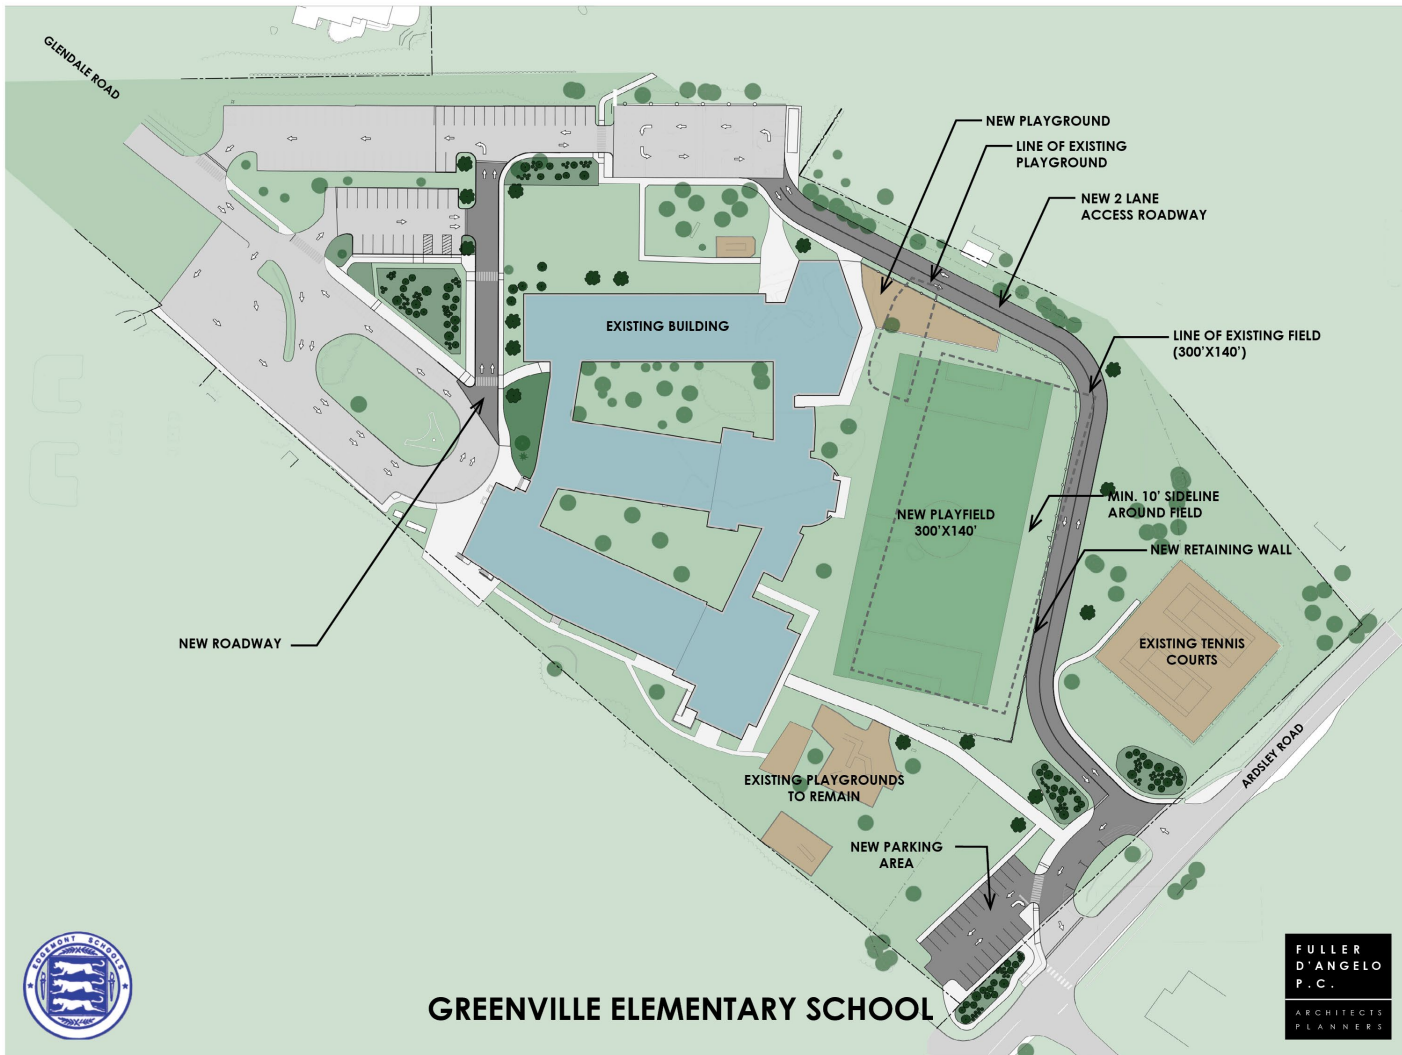 GLENDALE ROAD
NEW PLAYGROUND
LINE OF EXISTING
PLAYGROUND
NEW 2 LANE
ACCESS ROADWAY
EXISTING BUILDING
LINE OF EXISTING FIELD
(300'X140')
MIN. 10' SIDELINE
AROUND FIELD
NEW PLAYFIELD
300'X140'
NEW RETAINING WALL
NEW ROADWAY
EXISTING TENNIS
COURTS
ARDSLEY ROAD
EXISTING PLAYGROUNDS
TO REMAIN
NEW PARKING
AREA
EDGEMONT SCHOOLS
GREENVILLE ELEMENTARY SCHOOL
FULLER
D'ANGELO
P.C.
ARCHITECTS
PLANNERS